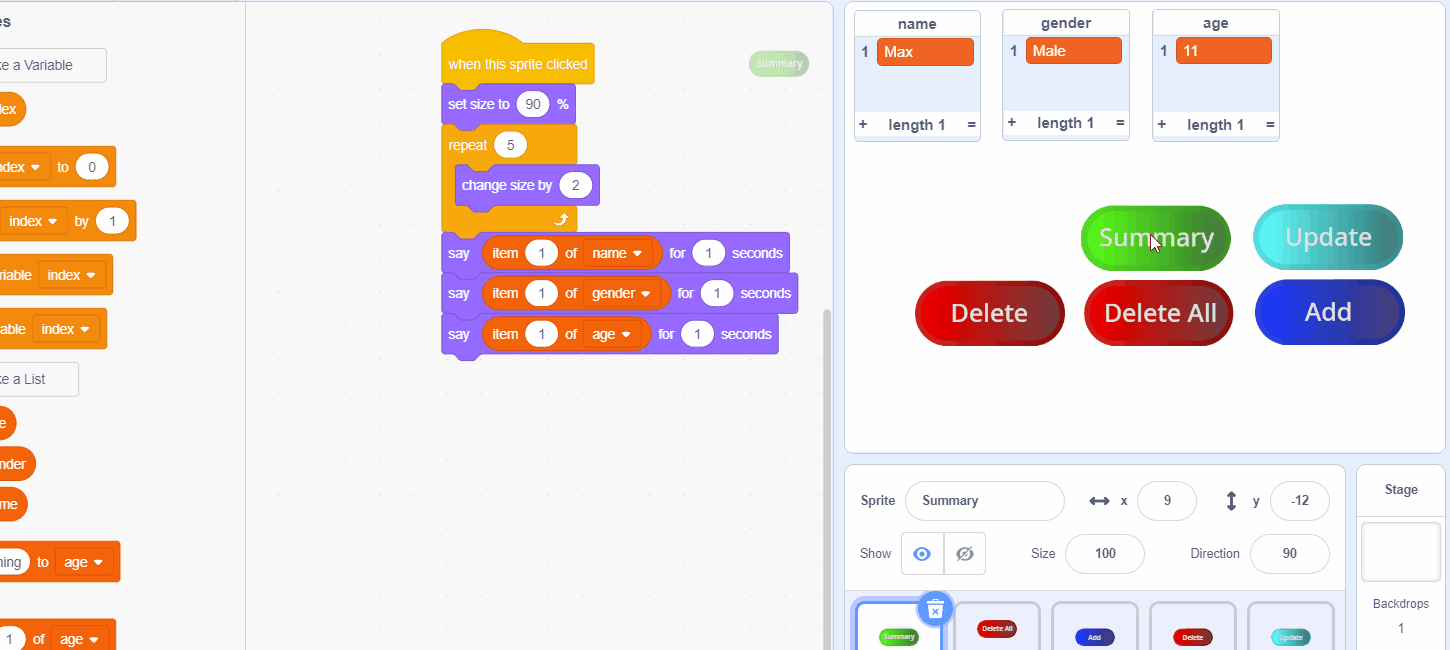 es
ke a Variable
dex
ndex to 0
index by 1
riable index
able index
ke a List
e
nder
me
hing to age
1 of age
when this sprite clicked
set size to 90 %
repeat 5
change size by 2
say item 1 of name for 1 seconds
say item 1 of gender for 1 seconds
say item 1 of age for 1 seconds
Summary
name gender age
1 Max 1 Male 1 11
+ length 1 = + length 1 = + length 1 =
Summary Update
Delete Delete All Add
Sprite Summary x 9 y -12
Show Size 100 Direction 90
Summary Delete All Add Delete Update
Stage
Backdrops
1